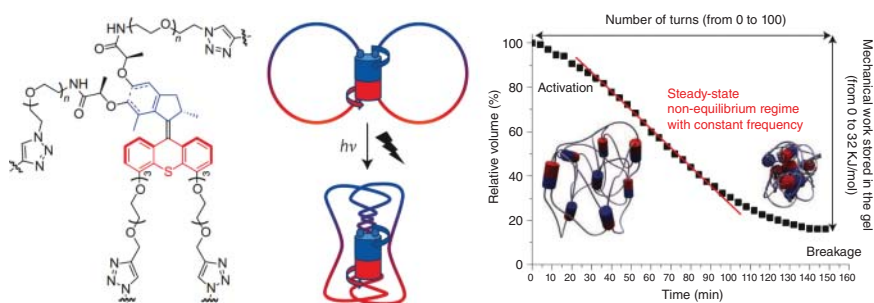 O
O
n
N
N
N
HN
O
O
NH
O
n
O
O
O
N
N
N
S
O
)3
O
)3
O
O
O
O
N
N
N
N
N
N
hν
Number of turns (from 0 to 100)
100
80
60
40
20
0
Relative volume (%)
Activation
Steady-state
non-equilibrium regime
with constant frequency
Breakage
0 10 20 30 40 50 60 70 80 90 100 110 120 130 140 150 160
Time (min)
Mechanical work stored in the gel
(from 0 to 32 KJ/mol)